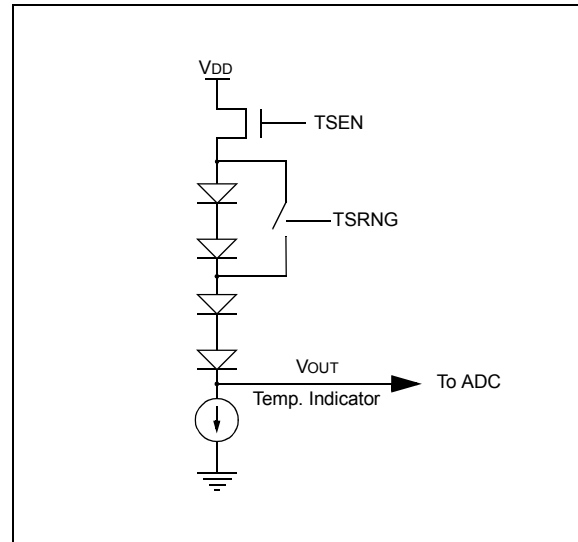 VDD
TSEN
TSRNG
VOUT
To ADC
Temp. Indicator